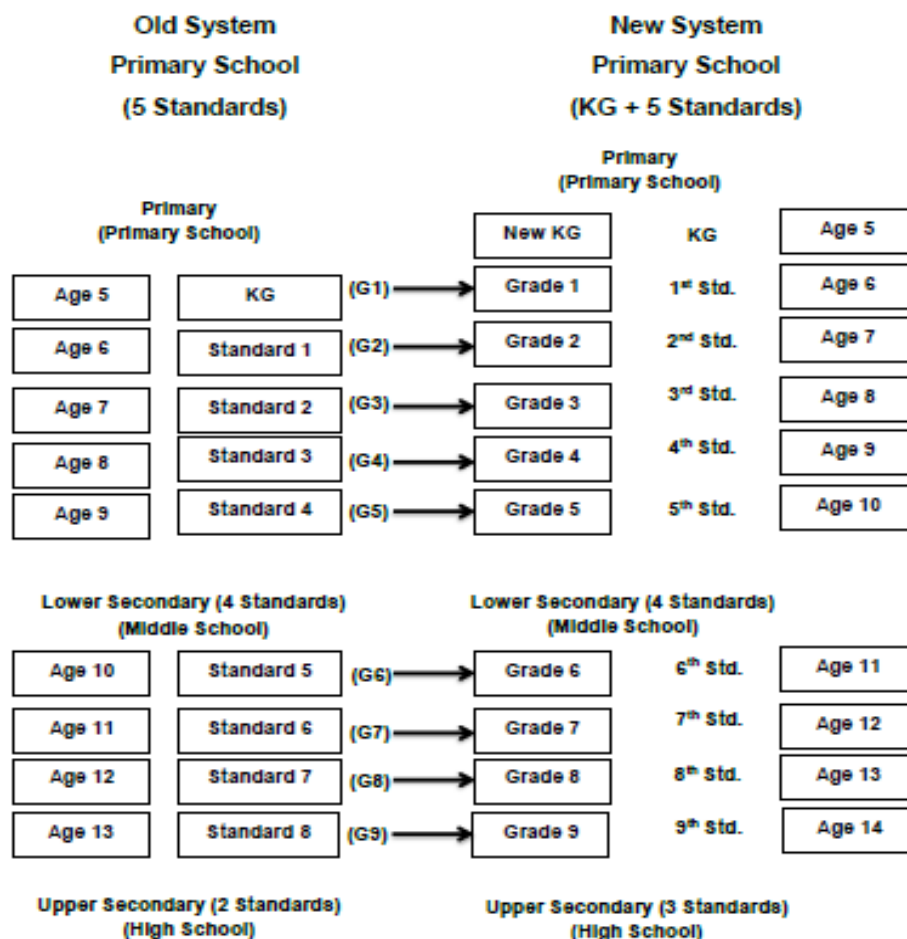 Old System
Primary School
(5 Standards)
New System
Primary School
(KG + 5 Standards)
Primary
(Primary School)
Primary
(Primary School)
New KG KG Age 5
Age 5 KG (G1) Grade 1 1st Std. Age 6
Age 6 Standard 1 (G2) Grade 2 2nd Std. Age 7
Age 7 Standard 2 (G3) Grade 3 3rd Std. Age 8
Age 8 Standard 3 (G4) Grade 4 4th Std. Age 9
Age 9 Standard 4 (G5) Grade 5 5th Std. Age 10
Lower Secondary (4 Standards)
(Middle School)
Lower Secondary (4 Standards)
(Middle School)
Age 10 Standard 5 (G6) Grade 6 6th Std. Age 11
Age 11 Standard 6 (G7) Grade 7 7th Std. Age 12
Age 12 Standard 7 (G8) Grade 8 8th Std. Age 13
Age 13 Standard 8 (G9) Grade 9 9th Std. Age 14
Upper Secondary (2 Standards)
(High School)
Upper Secondary (3 Standards)
(High School)